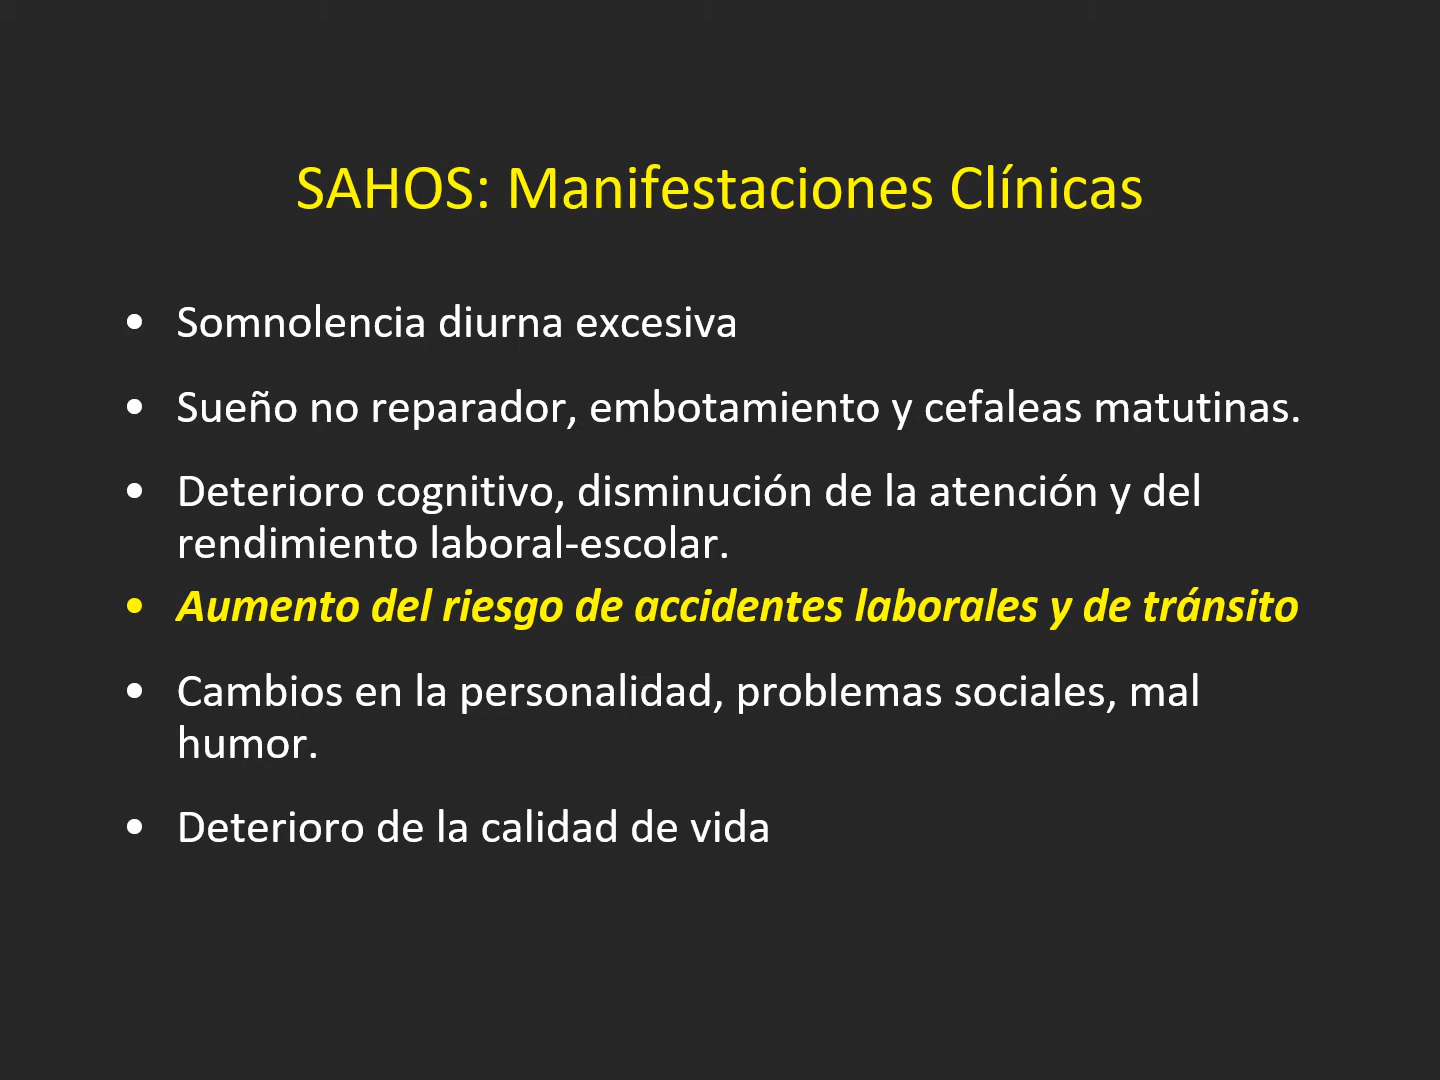 SAHOS: Manifestaciones Clínicas
• Somnolencia diurna excesiva
• Sueño no reparador, embotamiento y cefaleas matutinas.
• Deterioro cognitivo, disminución de la atención y del
rendimiento laboral-escolar.
• Aumento del riesgo de accidentes laborales y de tránsito
• Cambios en la personalidad, problemas sociales, mal
humor.
• Deterioro de la calidad de vida